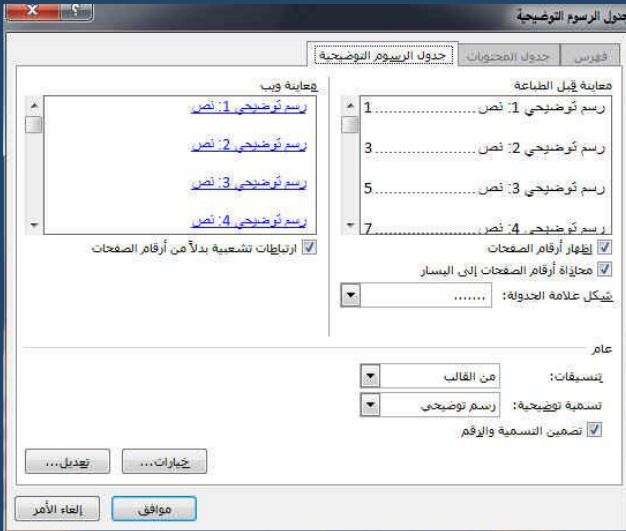 جدول الرسوم التوضيحية
فهرس
جدول المحتويات
جدول الرسوم التوضيحية
معاينة قبل الطباعة
رسم توضيحي 1: نص ................... 1
رسم توضيحي 2: نص ................... 3
رسم توضيحي 3: نص ................... 5
رسم توضيحي 4: نص ................... 7
إظهار أرقام الصفحات
محاذاة أرقام الصفحات إلى اليسار
شكل علامة الجدولة: .......
معاينة ويب
رسم توضيحي 1: نص
رسم توضيحي 2: نص
رسم توضيحي 3: نص
رسم توضيحي 4: نص
ارتباطات تشعبية بدلاً من أرقام الصفحات
عام
تنسيقات: من القالب
تسمية توضيحية: رسم توضيحي
تضمين التسمية والرقم
خيارات...
تعديل...
موافق
إلغاء الأمر